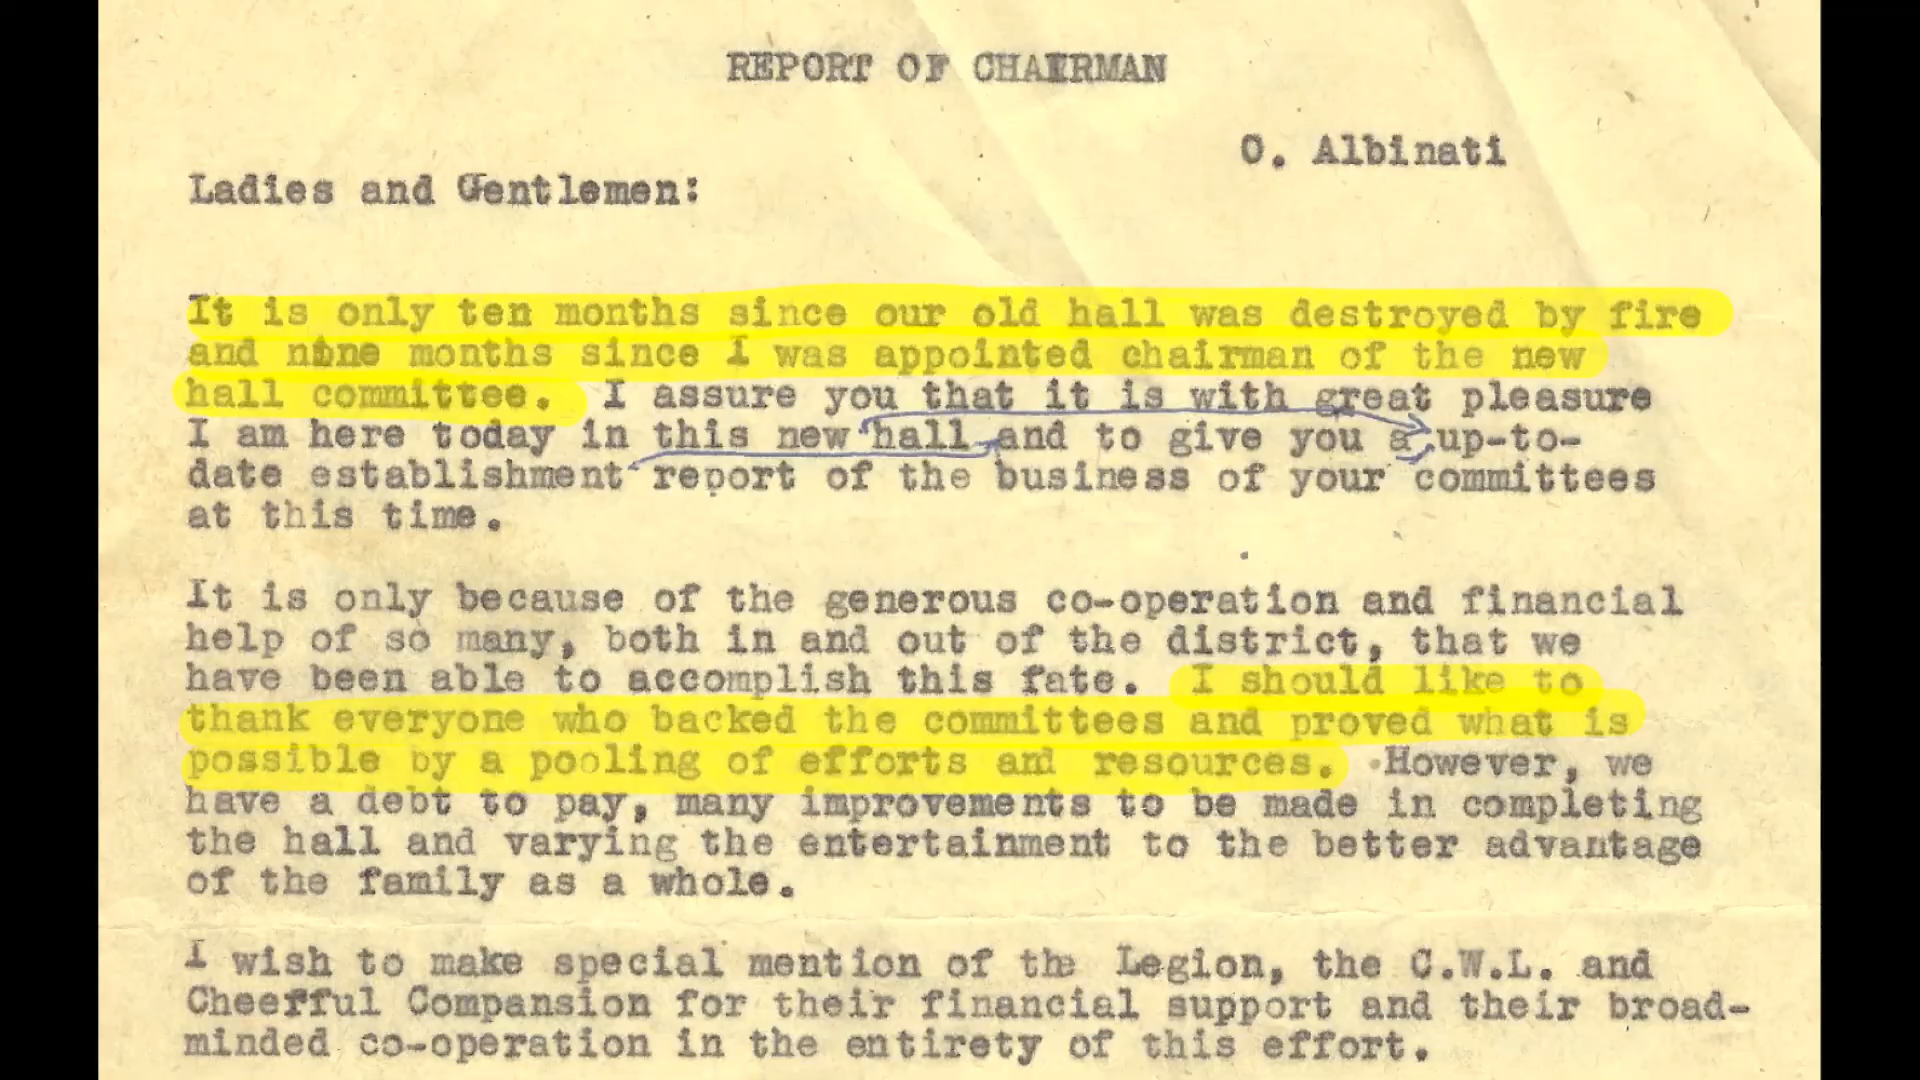 REPORT OF CHAIRMAN
O. Albinati
Ladies and Gentlemen:
It is only ten months since our old hall was destroyed by fire
and nine months since I was appointed chairman of the new
hall committee. I assure you that it is with great pleasure
I am here today in this new hall and to give you a up-to-
date establishment report of the business of your committees
at this time.
It is only because of the generous co-operation and financial
help of so many, both in and out of the district, that we
have been able to accomplish this fate. I should like to
thank everyone who backed the committees and proved what is
possible by a pooling of efforts and resources. However, we
have a debt to pay, many improvements to be made in completing
the hall and varying the entertainment to the better advantage
of the family as a whole.
I wish to make special mention of the Legion, the C.W.L. and
Cheefful Compansion for their financial support and their broad-
minded co-operation in the entirety of this effort.